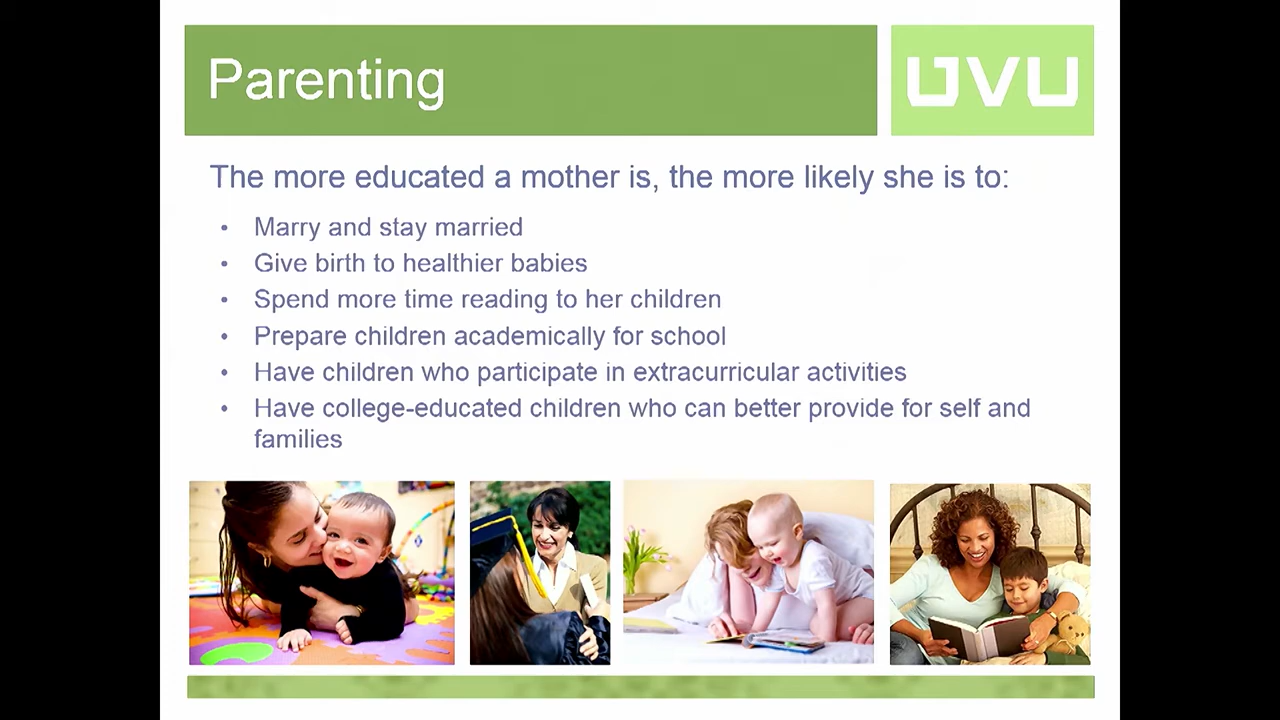 Parenting
UVU
The more educated a mother is, the more likely she is to:
• Marry and stay married
• Give birth to healthier babies
• Spend more time reading to her children
• Prepare children academically for school
• Have children who participate in extracurricular activities
• Have college-educated children who can better provide for self and
families